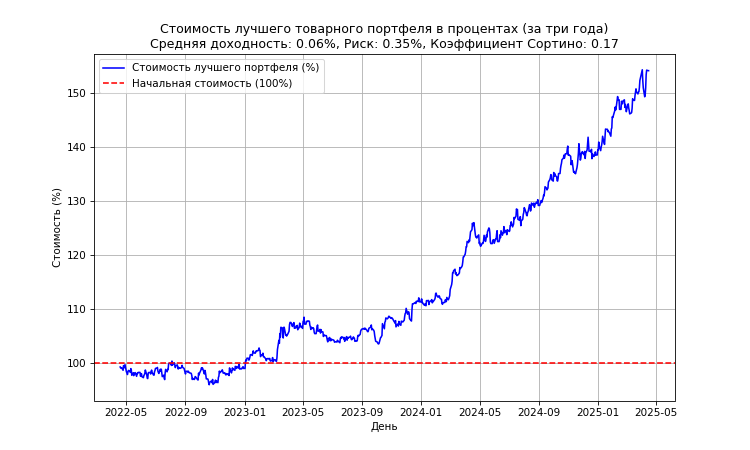 Стоимость лучшего товарного портфеля в процентах (за три года)
Средняя доходность: 0.06%, Риск: 0.35%, Коэффициент Сортино: 0.17
Стоимость лучшего портфеля (%)
Начальная стоимость (100%)
Стоимость (%)
150
140
130
120
110
100
2022-05 2022-09 2023-01 2023-05 2023-09 2024-01 2024-05 2024-09 2025-01 2025-05
День